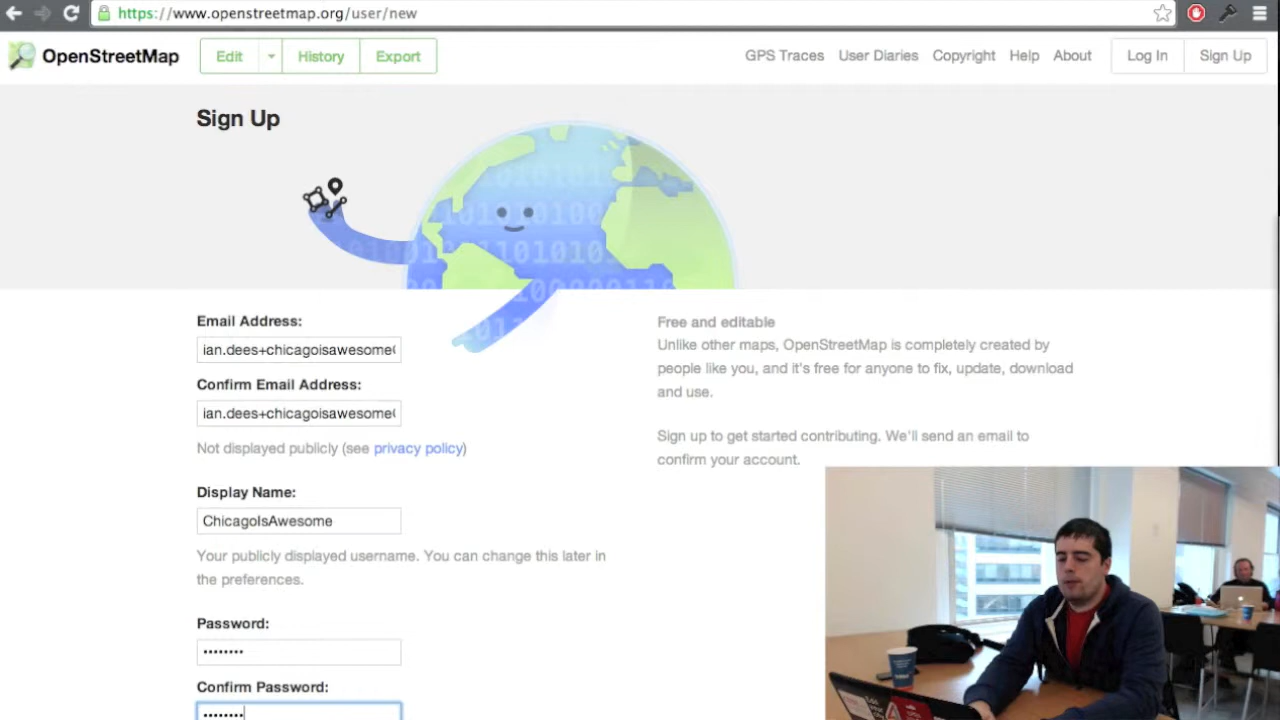 https://www.openstreetmap.org/user/new
OpenStreetMap
Edit
History
Export
GPS Traces
User Diaries
Copyright
Help
About
Log In
Sign Up
Sign Up
Email Address:
ian.dees+chicagoisawesome(
Confirm Email Address:
ian.dees+chicagoisawesome(
Not displayed publicly (see privacy policy)
Display Name:
ChicagoIsAwesome
Your publicly displayed username. You can change this later in
the preferences.
Password:
••••••••
Confirm Password:
••••••••
Free and editable
Unlike other maps, OpenStreetMap is completely created by
people like you, and it's free for anyone to fix, update, download
and use.
Sign up to get started contributing. We'll send an email to
confirm your account.